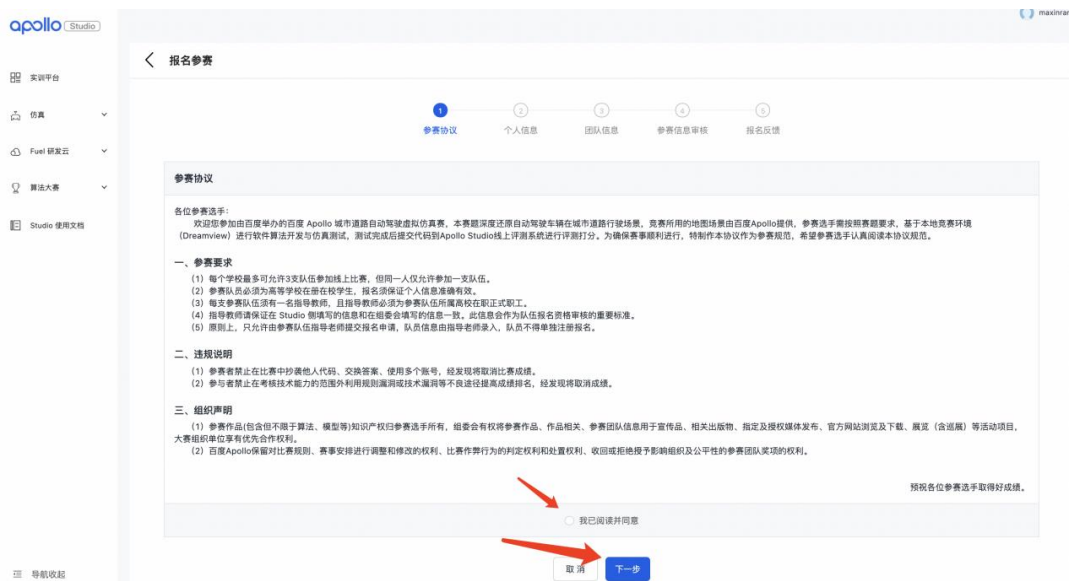 apollo Studio
maxinran
实训平台
仿真
Fuel 研发云
算法大赛
Studio 使用文档
导航收起
报名参赛
1 2 3 4 5
参赛协议 个人信息 团队信息 参赛信息审核 报名反馈
参赛协议
各位参赛选手：
欢迎您参加由百度举办的百度 Apollo 城市道路自动驾驶虚拟仿真赛，本赛题深度还原自动驾驶车辆在城市道路行驶场景，竞赛所用的地图场景由百度Apollo提供，参赛选手需按照赛题要求，基于本地竞赛环境
（Dreamview）进行软件算法开发与仿真测试，测试完成后提交代码到Apollo Studio线上评测系统进行评测打分。为确保赛事顺利进行，特制作本协议作为参赛规范，希望参赛选手认真阅读本协议规范。
一、参赛要求
（1）每个学校最多可允许3支队伍参加线上比赛，但同一人仅允许参加一支队伍。
（2）参赛队员必须为高等学校在册在校学生，报名须保证个人信息准确有效。
（3）每支参赛队伍须有一名指导教师，且指导教师必须为参赛队伍所属高校在职正式职工。
（4）指导教师请保证在 Studio 侧填写的信息和在组委会填写的信息一致。此信息会作为队伍报名资格审核的重要标准。
（5）原则上，只允许由参赛队伍指导老师提交报名申请，队员信息由指导老师录入，队员不得单独注册报名。
二、违规说明
（1）参赛者禁止在比赛中抄袭他人代码、交换答案、使用多个账号，经发现将取消比赛成绩。
（2）参与者禁止在考核技术能力的范围外利用规则漏洞或技术漏洞等不良途径提高成绩排名，经发现将取消成绩。
三、组织声明
（1）参赛作品(包含但不限于算法、模型等)知识产权归参赛选手所有，组委会有权将参赛作品、作品相关、参赛团队信息用于宣传品、相关出版物、指定及授权媒体发布、官方网站浏览及下载、展览（含巡展）等活动项目，
大赛组织单位享有优先合作权利。
（2）百度Apollo保留对比赛规则、赛事安排进行调整和修改的权利、比赛作弊行为的判定权利和处置权利、收回或拒绝授予影响组织及公平性的参赛团队奖项的权利。
预祝各位参赛选手取得好成绩。
我已阅读并同意
取 消 下一步